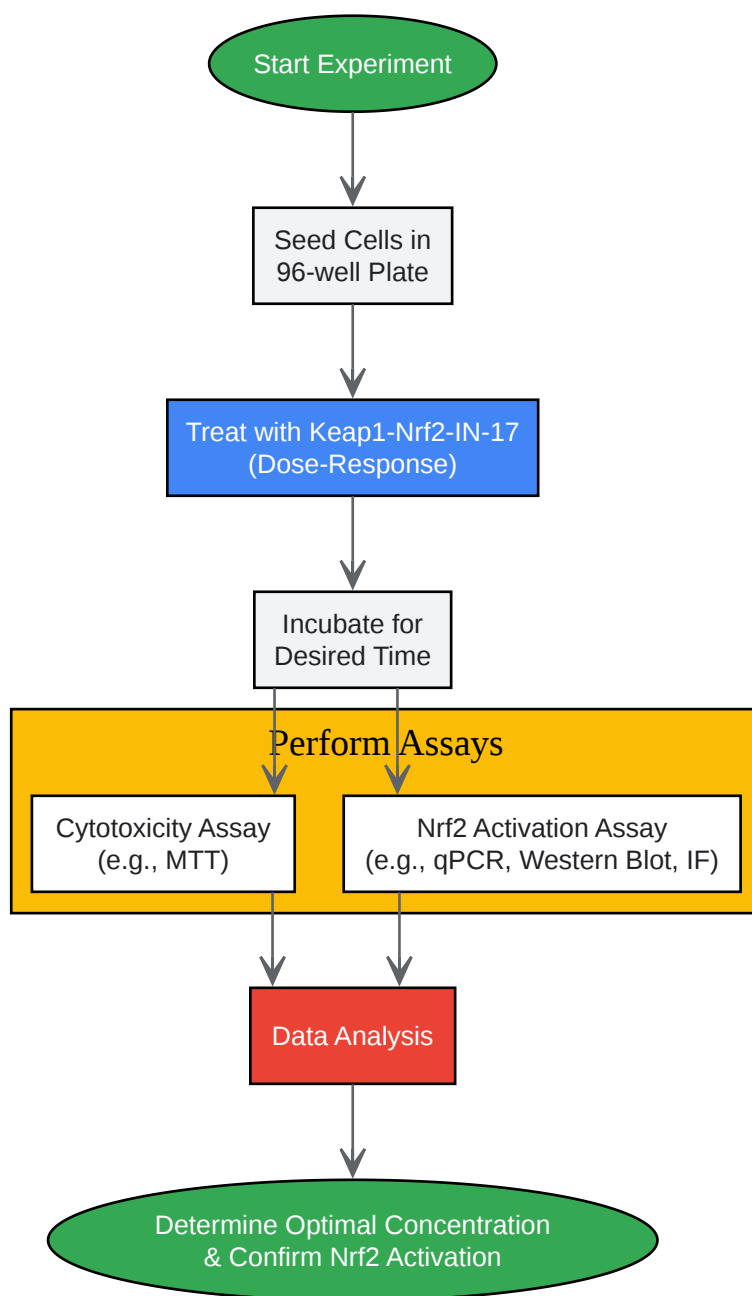 Start Experiment
Seed Cells in
96-well Plate
Treat with Keap1-Nrf2-IN-17
(Dose-Response)
Incubate for
Desired Time
Perform Assays
Cytotoxicity Assay
(e.g., MTT)
Nrf2 Activation Assay
(e.g., qPCR, Western Blot, IF)
Data Analysis
Determine Optimal Concentration
& Confirm Nrf2 Activation